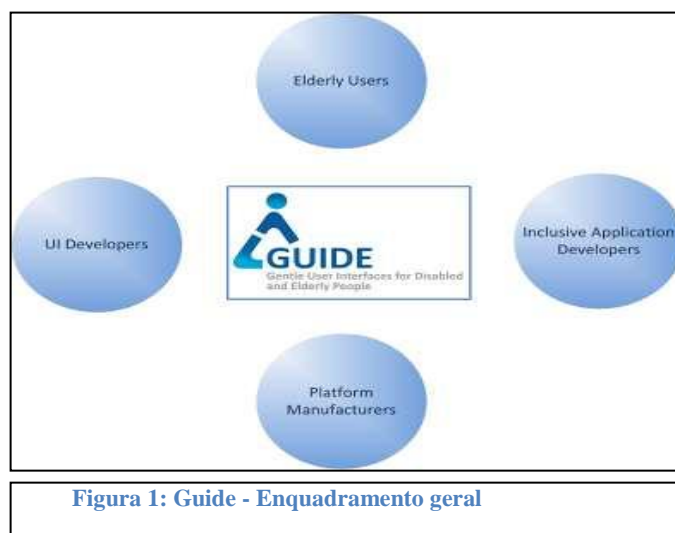 Elderly Users
UI Developers
GUIDE
Gentle User Interfaces for Disabled
and Elderly People
Inclusive Application
Developers
Platform
Manufacturers
Figura 1: Guide - Enquadramento geral